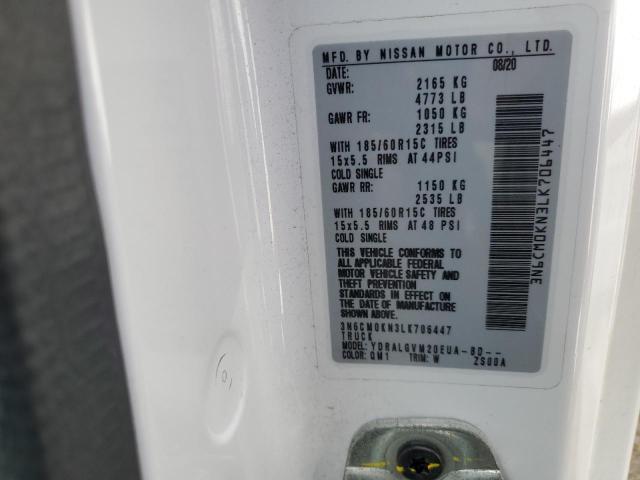 MFD. BY NISSAN MOTOR CO., LTD.
DATE: 08/20
GVWR: 2165 KG
4773 LB
GAWR FR: 1050 KG
2315 LB
WITH 185/60R15C TIRES
15x5.5 RIMS AT 44PSI
COLD SINGLE
GAWR RR: 1150 KG
2535 LB
WITH 185/60R15C TIRES
15x5.5 RIMS AT 48 PSI
COLD SINGLE
THIS VEHICLE CONFORMS TO
ALL APPLICABLE FEDERAL
MOTOR VEHICLE SAFETY AND
THEFT PREVENTION
STANDARDS IN EFFECT ON
THE DATE OF MANUFACTURE
SHOWN ABOVE.
3N6CM0KN3LK706447
TRUCK
MODEL: YDRALGVM20EUA-BD--
COLOR: QM1 TRIM: W 2S00A
3N6CM0KN3LK706447